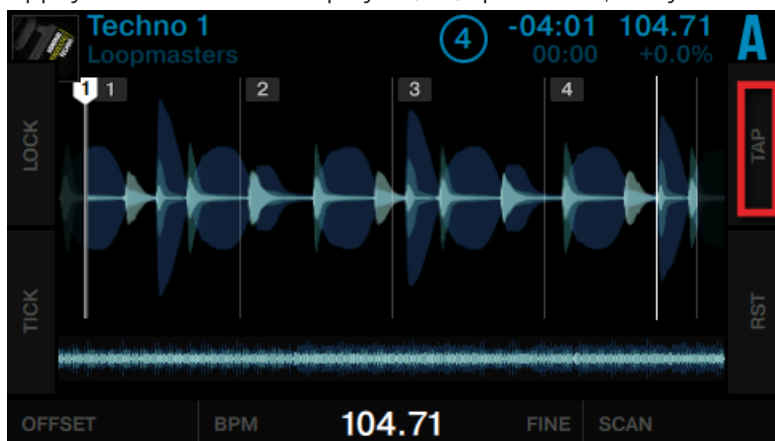 Techno 1 4 -04:01 104.71 A
Loopmasters 00:00 +0.0%
1 1 2 3 4
LOCK TAP
TICK RST
OFFSET BPM 104.71 FINE SCAN